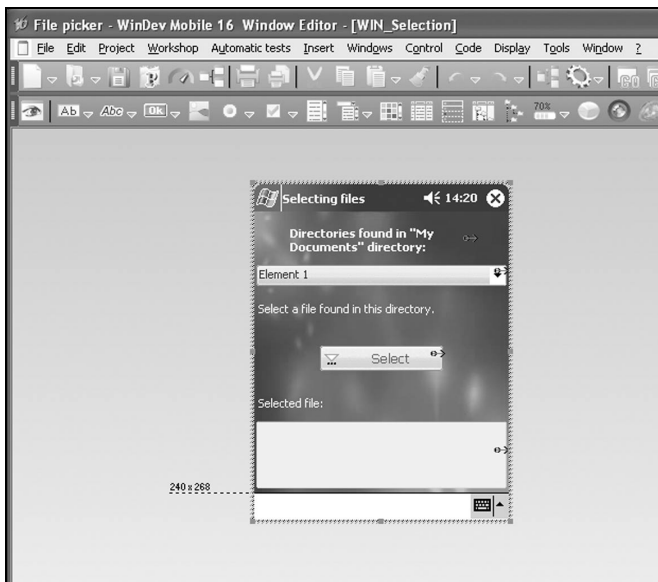 File picker - WinDev Mobile 16 Window Editor - [WIN_Selection]
File Edit Project Workshop Automatic tests Insert Windows Control Code Display Tools Window ?
Ab Abc OK 70%
Selecting files 14:20
Directories found in "My
Documents" directory:
Element 1
Select a file found in this directory.
Select
Selected file:
240 x 268